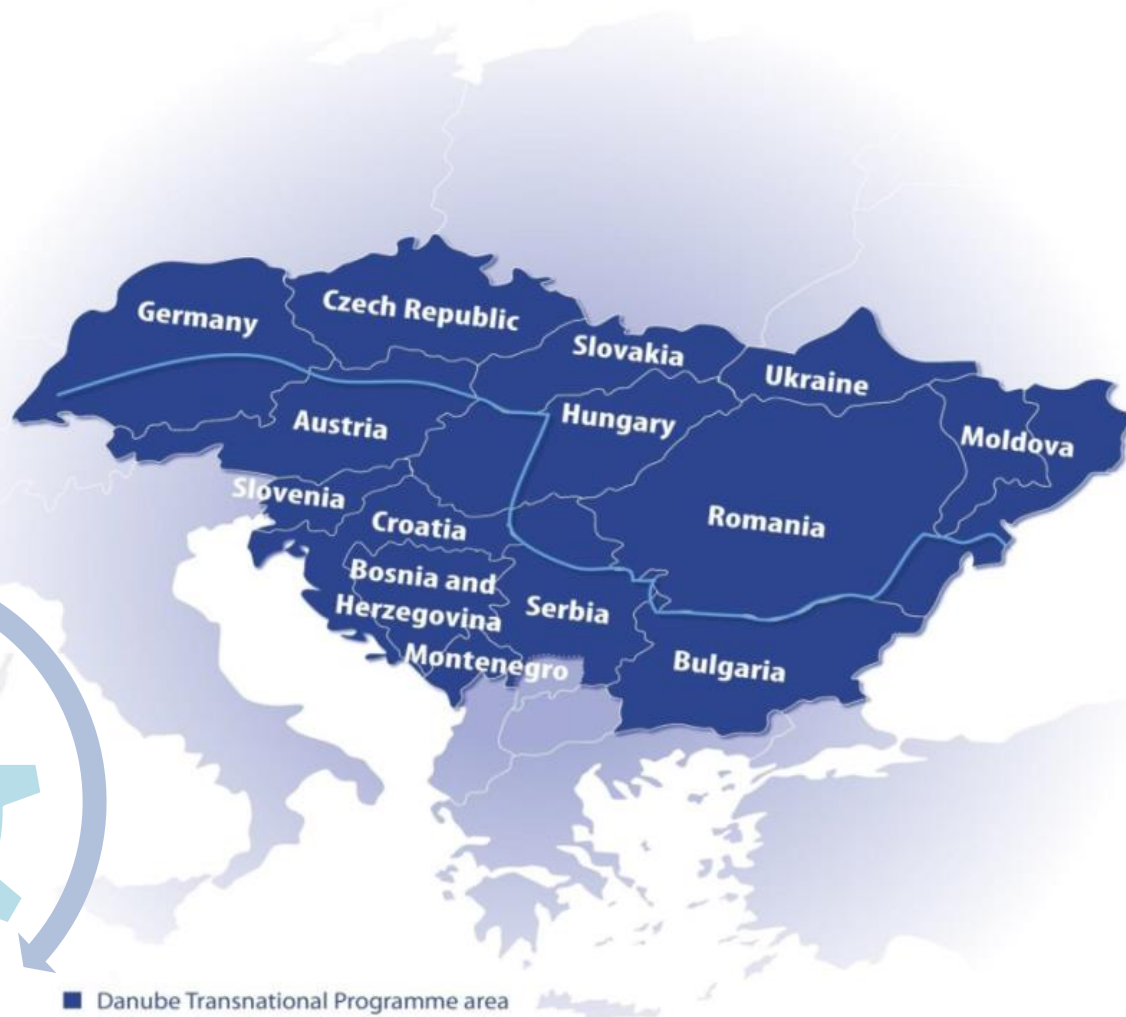 Germany
Czech Republic
Slovakia
Ukraine
Austria
Hungary
Moldova
Slovenia
Croatia
Romania
Bosnia and
Herzegovina
Serbia
Montenegro
Bulgaria
Danube Transnational Programme area